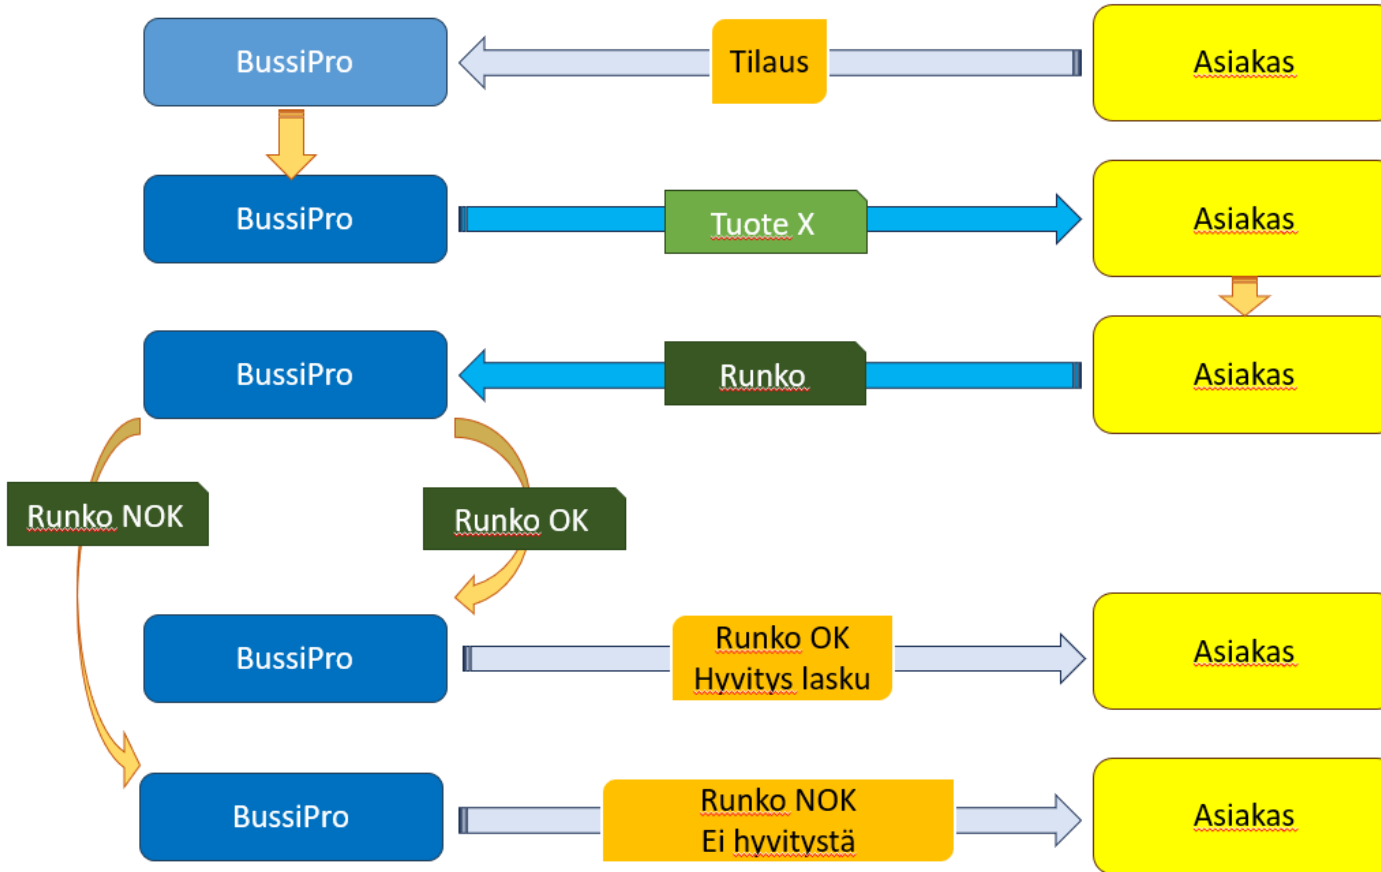 BussiPro
Tilaus
Asiakas
BussiPro
Tuote X
Asiakas
BussiPro
Runko
Asiakas
Runko NOK
Runko OK
BussiPro
Runko OK
Hyvitys lasku
Asiakas
BussiPro
Runko NOK
Ei hyvitystä
Asiakas